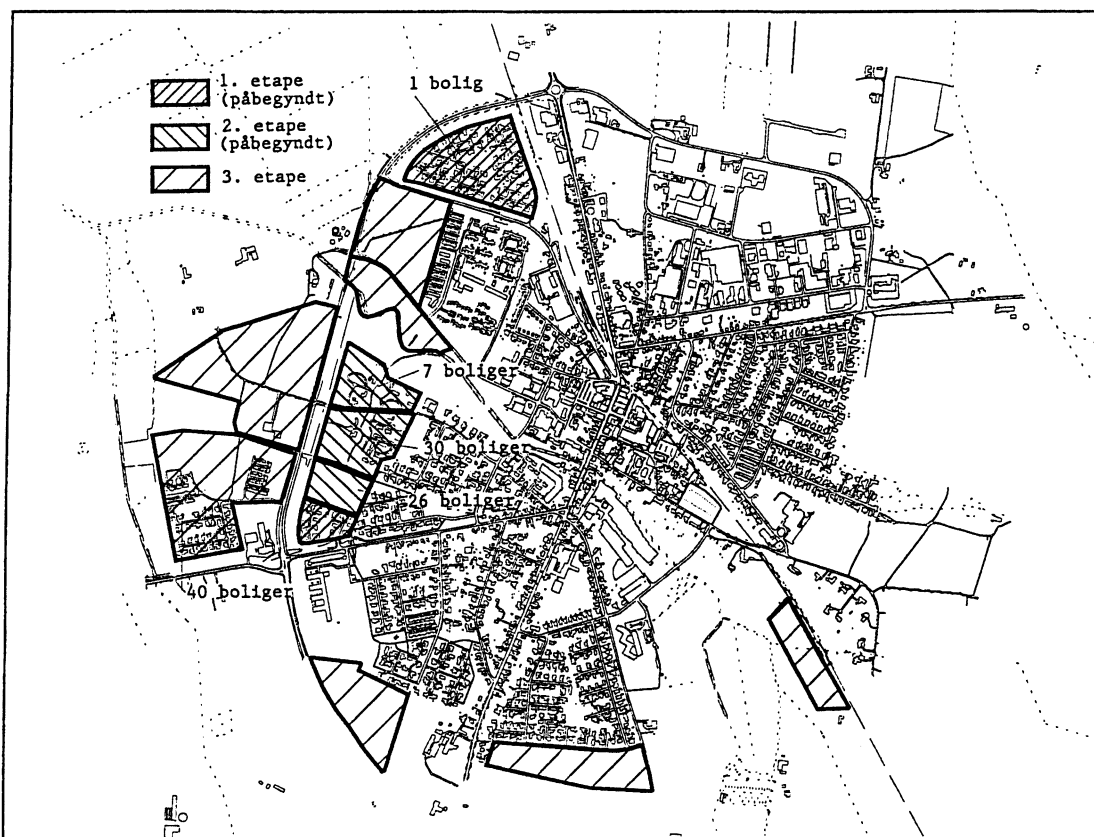 1. etape
(påbegyndt)
2. etape
(påbegyndt)
3. etape
1 bolig
7 boliger
30 boliger
26 boliger
40 boliger